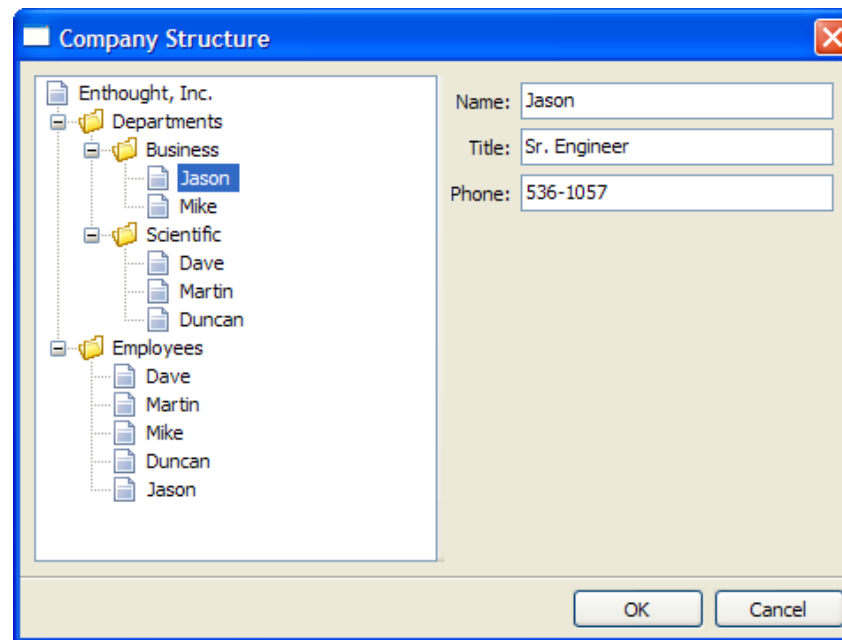 Company Structure
Enthought, Inc.
Departments
Business
Jason
Mike
Scientific
Dave
Martin
Duncan
Employees
Dave
Martin
Mike
Duncan
Jason
Name: Jason
Title: Sr. Engineer
Phone: 536-1057
OK Cancel